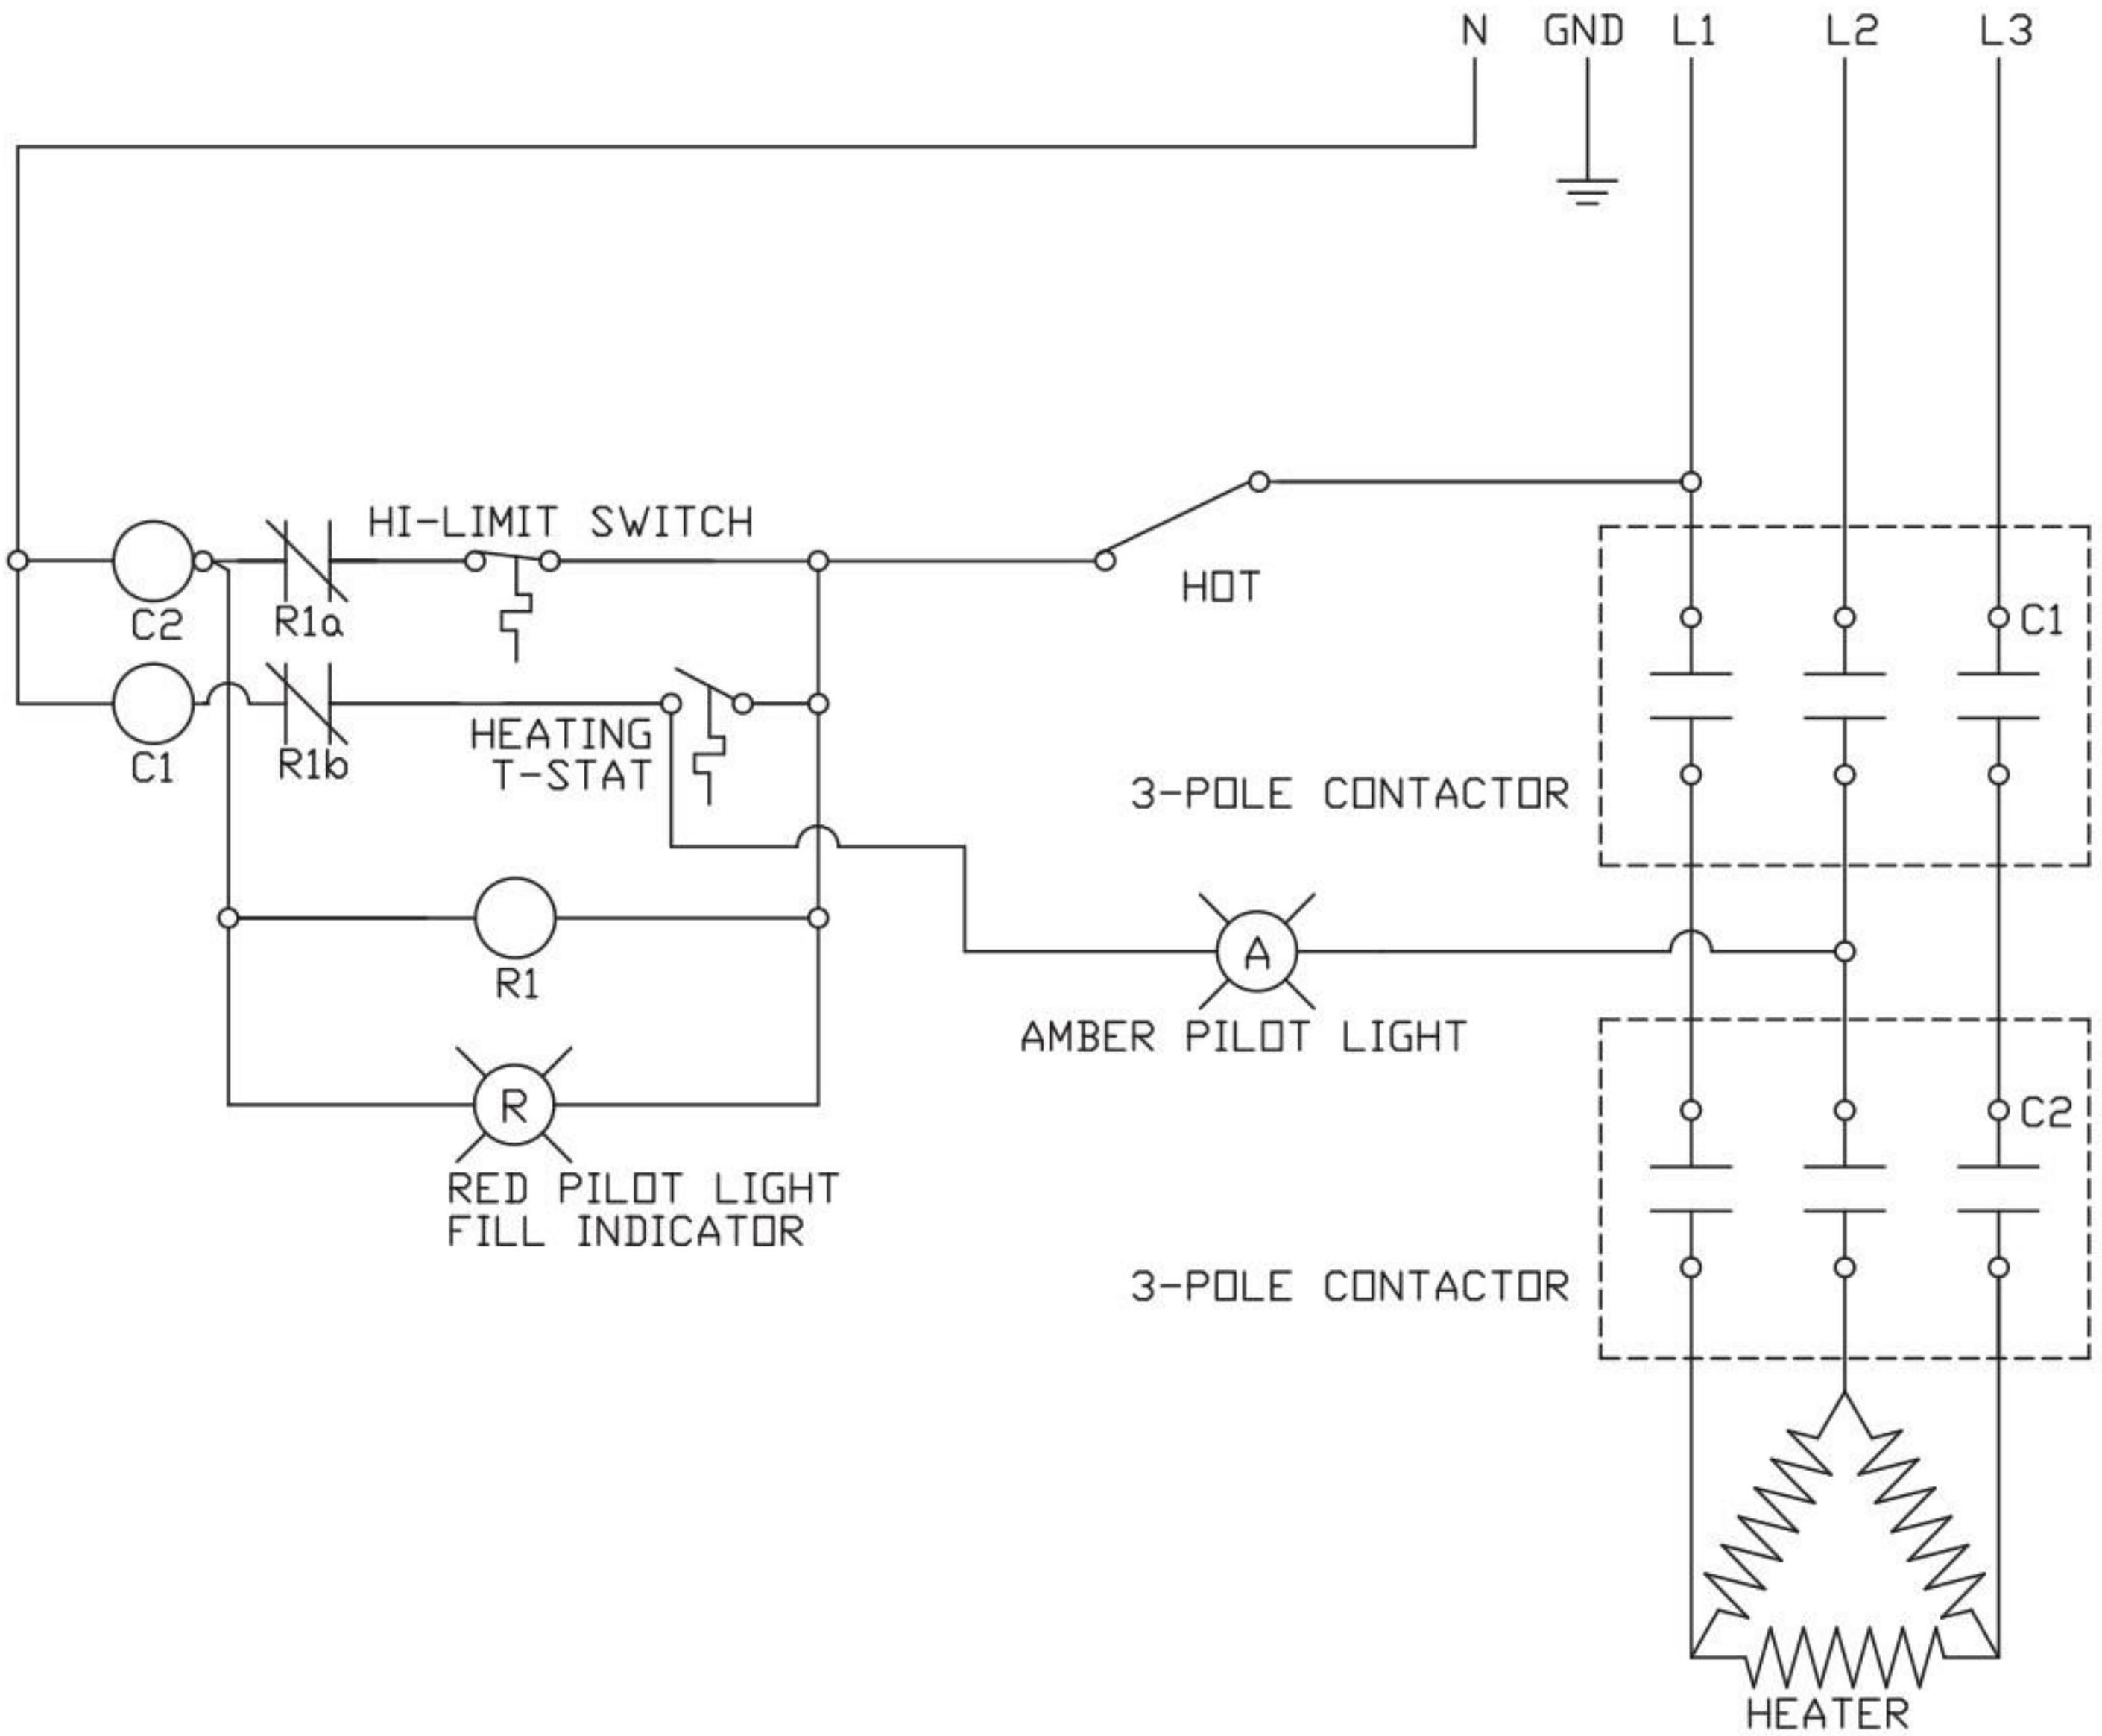 N GND L1 L2 L3
HI-LIMIT SWITCH
HOT
C2
R1a
C1
HEATING
T-STAT
C1
R1b
3-POLE CONTACTOR
A
R1
AMBER PILOT LIGHT
R
C2
RED PILOT LIGHT
FILL INDICATOR
3-POLE CONTACTOR
HEATER